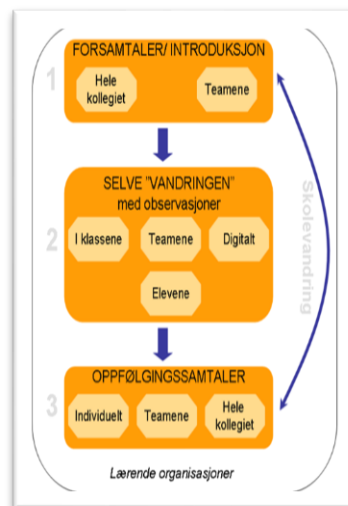 FORSAMTALER/ INTRODUKSJON
1
Hele
kollegiet
Teamene
SELVE "VANDRINGEN"
med observasjoner
2
I klassene
Teamene
Digitalt
Elevene
Skolevandring
OPPFØLGINGSSAMTALER
3
Individuelt
Teamene
Hele
kollegiet
Lærende organisasjoner